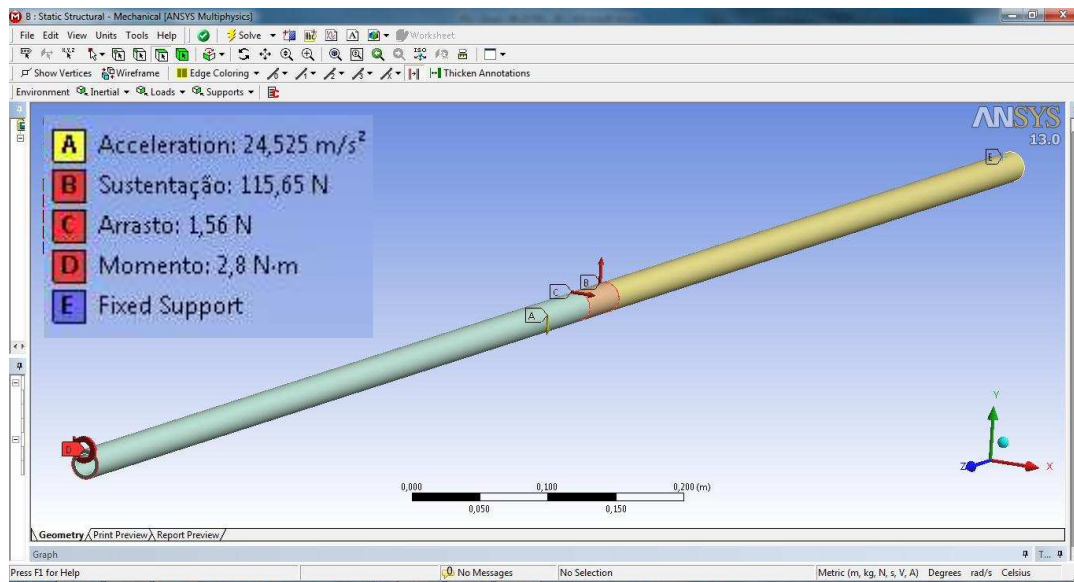 B : Static Structural - Mechanical [ANSYS Multiphysics]
File Edit View Units Tools Help Solve Worksheet
Show Vertices Wireframe Edge Coloring Thicken Annotations
Environment Inertial Loads Supports
ANSYS
13.0
A Acceleration: 24,525 m/s²
B Sustentação: 115,65 N
C Arrasto: 1,56 N
D Momento: 2,8 N·m
E Fixed Support
E
B
C
A
D
Y
Z X
0,000 0,100 0,200 (m)
0,050 0,150
Geometry Print Preview Report Preview
Graph T...
Press F1 for Help 0 No Messages No Selection Metric (m, kg, N, s, V, A) Degrees rad/s Celsius